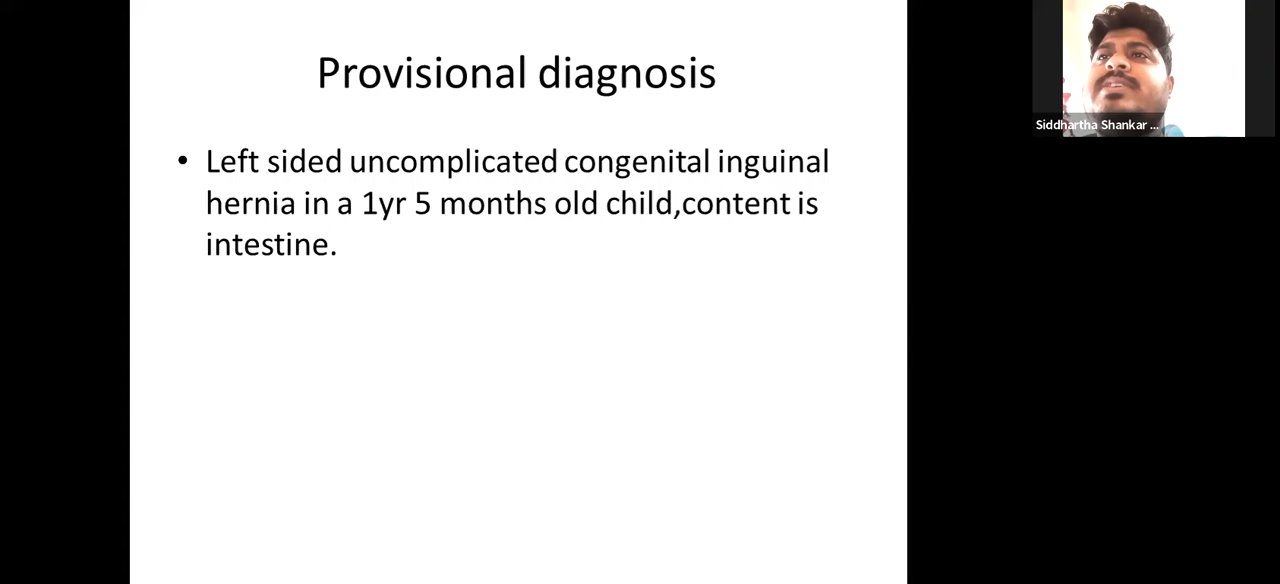 Provisional diagnosis
• Left sided uncomplicated congenital inguinal
hernia in a 1yr 5 months old child,content is
intestine.
Siddhartha Shankar ...